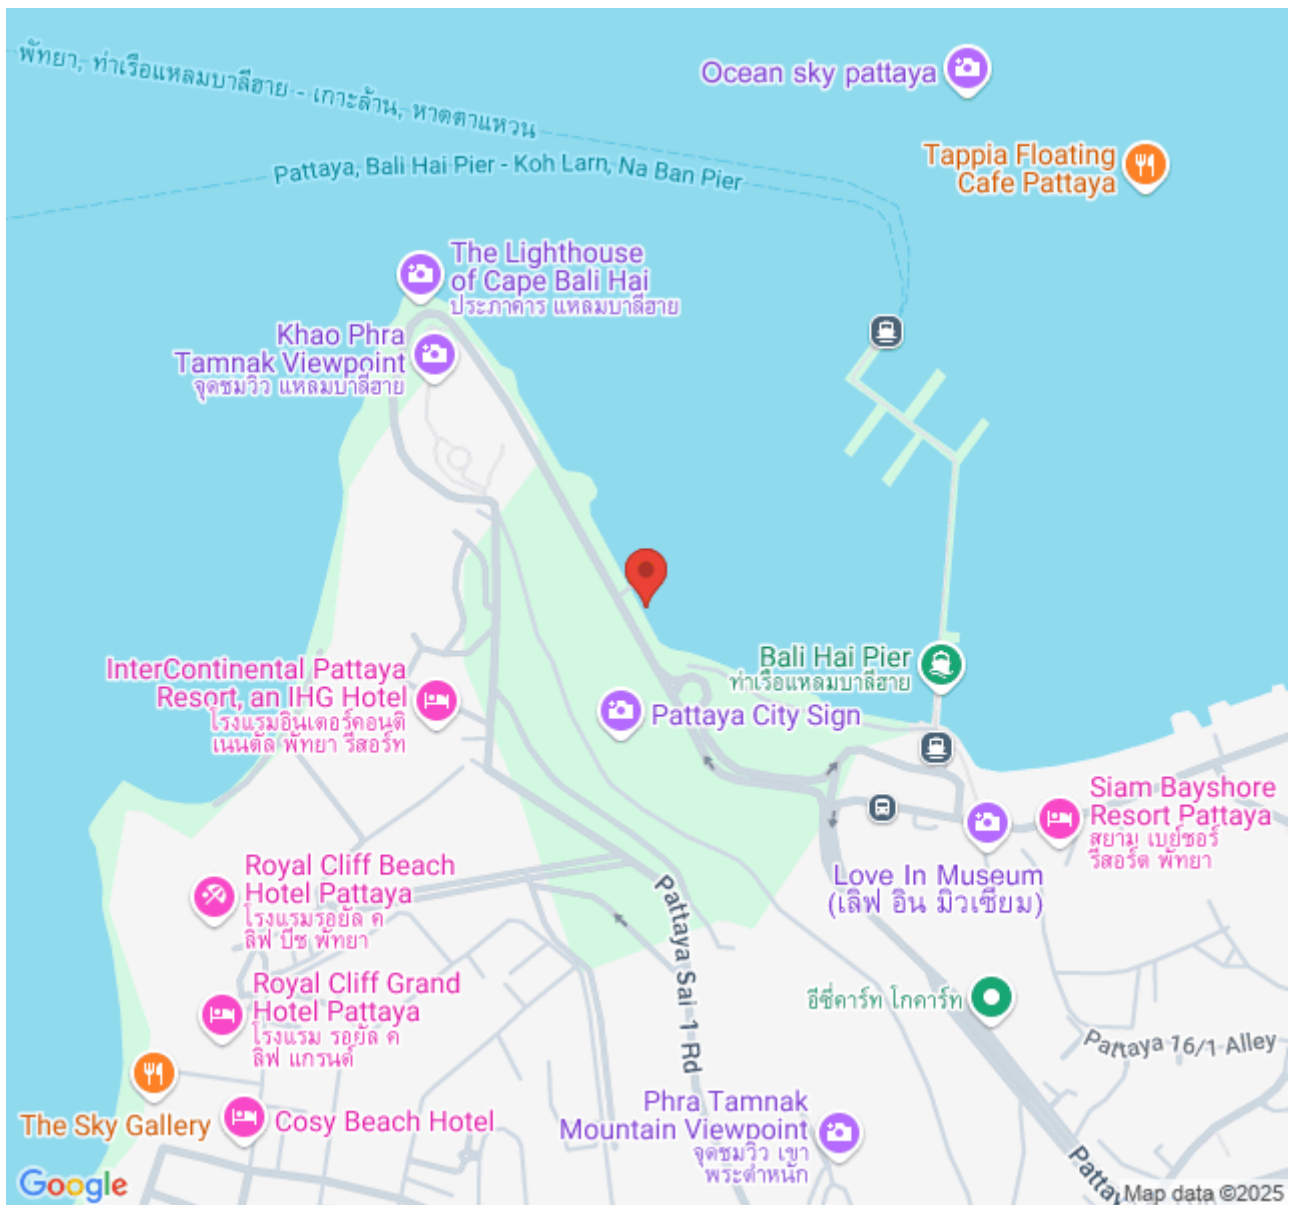 พัทยา, ท่าเรือแหลมบาลีฮาย - เกาะล้าน, หาดตาแหวน
Ocean sky pattaya
Tappia Floating
Cafe Pattaya
Pattaya, Bali Hai Pier - Koh Larn, Na Ban Pier
The Lighthouse
of Cape Bali Hai
ประภาคาร แหลมบาลีฮาย
Khao Phra
Tamnak Viewpoint
จุดชมวิว แหลมบาลีฮาย
Bali Hai Pier
ท่าเรือแหลมบาลีฮาย
InterContinental Pattaya
Resort, an IHG Hotel
โรงแรมอินเตอร์คอนติ
เนนตัล พัทยา รีสอร์ท
Pattaya City Sign
Siam Bayshore
Resort Pattaya
สยาม เบย์ชอร์
รีสอร์ต พัทยา
Royal Cliff Beach
Hotel Pattaya
โรงแรมรอยัล ค
ลิฟ บีช พัทยา
Love In Museum
(เลิฟ อิน มิวเซียม)
Pattaya Sai 1 Rd
Royal Cliff Grand
Hotel Pattaya
โรงแรม รอยัล ค
ลิฟ แกรนด์
อีซี่คาร์ท โกคาร์ท
Pattaya 16/1 Alley
The Sky Gallery
Cosy Beach Hotel
Phra Tamnak
Mountain Viewpoint
จุดชมวิว เขา
พระตำหนัก
Google
Map data ©2025